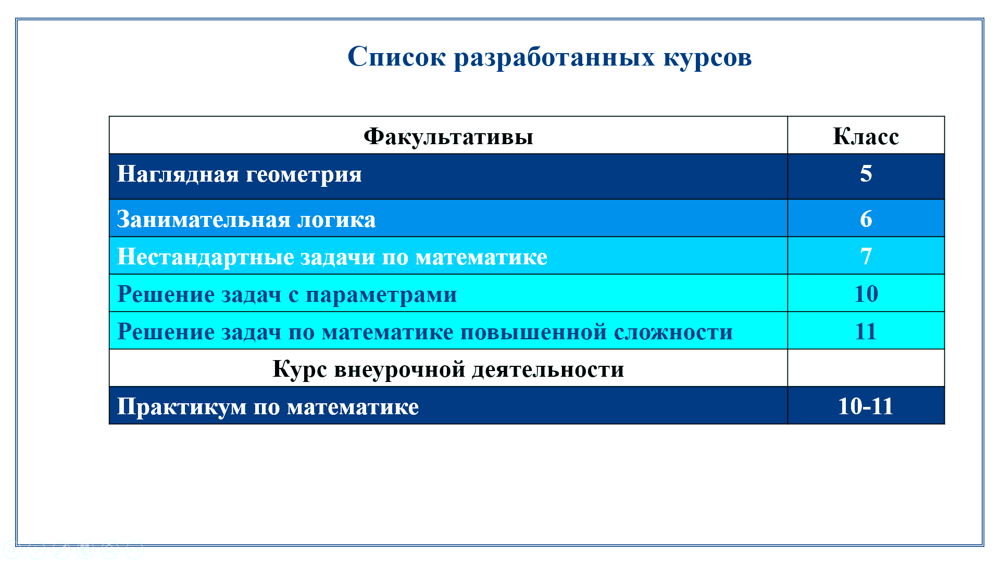 Список разработанных курсов
Факультативы Класс
Наглядная геометрия 5
Занимательная логика 6
Нестандартные задачи по математике 7
Решение задач с параметрами 10
Решение задач по математике повышенной сложности 11
Курс внеурочной деятельности
Практикум по математике 10-11